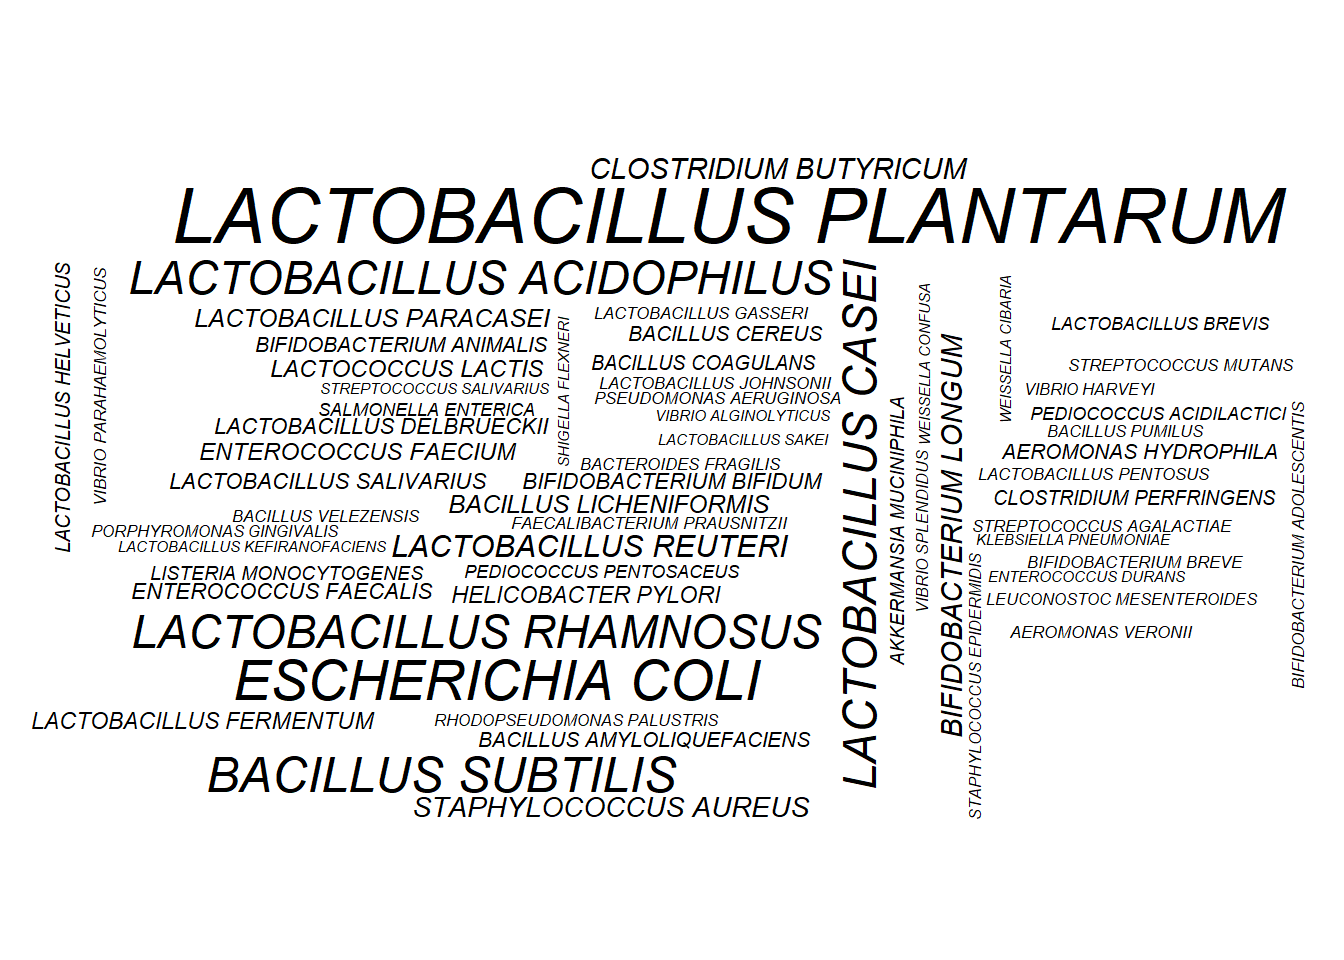 CLOSTRIDIUM BUTYRICUM
LACTOBACILLUS PLANTARUM
LACTOBACILLUS ACIDOPHILUS
LACTOBACILLUS HELVETICUS
VIBRIO PARAHAEMOLYTICUS
LACTOBACILLUS PARACASEI
BIFIDOBACTERIUM ANIMALIS
LACTOCOCCUS LACTIS
STREPTOCOCCUS SALIVARIUS
SALMONELLA ENTERICA
LACTOBACILLUS DELBRUECKII
ENTEROCOCCUS FAECIUM
SHIGELLA FLEXNERI
LACTOBACILLUS GASSERI
BACILLUS CEREUS
BACILLUS COAGULANS
LACTOBACILLUS JOHNSONII
PSEUDOMONAS AERUGINOSA
VIBRIO ALGINOLYTICUS
LACTOBACILLUS SAKEI
BACTEROIDES FRAGILIS
LACTOBACILLUS SALIVARIUS
BIFIDOBACTERIUM BIFIDUM
BACILLUS LICHENIFORMIS
BACILLUS VELEZENSIS
FAECALIBACTERIUM PRAUSNITZII
PORPHYROMONAS GINGIVALIS
LACTOBACILLUS KEFIRANOFACIENS
LACTOBACILLUS REUTERI
LISTERIA MONOCYTOGENES
PEDIOCOCCUS PENTOSACEUS
ENTEROCOCCUS FAECALIS
HELICOBACTER PYLORI
LACTOBACILLUS RHAMNOSUS
ESCHERICHIA COLI
LACTOBACILLUS FERMENTUM
RHODOPSEUDOMONAS PALUSTRIS
BACILLUS AMYLOLIQUEFACIENS
BACILLUS SUBTILIS
STAPHYLOCOCCUS AUREUS
LACTOBACILLUS CASEI
AKKERMANSIA MUCINIPHILA
VIBRIO SPLENDIDUS
WEISSELLA CONFUSA
BIFIDOBACTERIUM LONGUM
STAPHYLOCOCCUS EPIDERMIDIS
WEISSELLA CIBARIA
LACTOBACILLUS BREVIS
STREPTOCOCCUS MUTANS
VIBRIO HARVEYI
PEDIOCOCCUS ACIDILACTICI
BACILLUS PUMILUS
AEROMONAS HYDROPHILA
LACTOBACILLUS PENTOSUS
CLOSTRIDIUM PERFRINGENS
STREPTOCOCCUS AGALACTIAE
KLEBSIELLA PNEUMONIAE
BIFIDOBACTERIUM BREVE
ENTEROCOCCUS DURANS
LEUCONOSTOC MESENTEROIDES
AEROMONAS VERONII
BIFIDOBACTERIUM ADOLESCENTIS